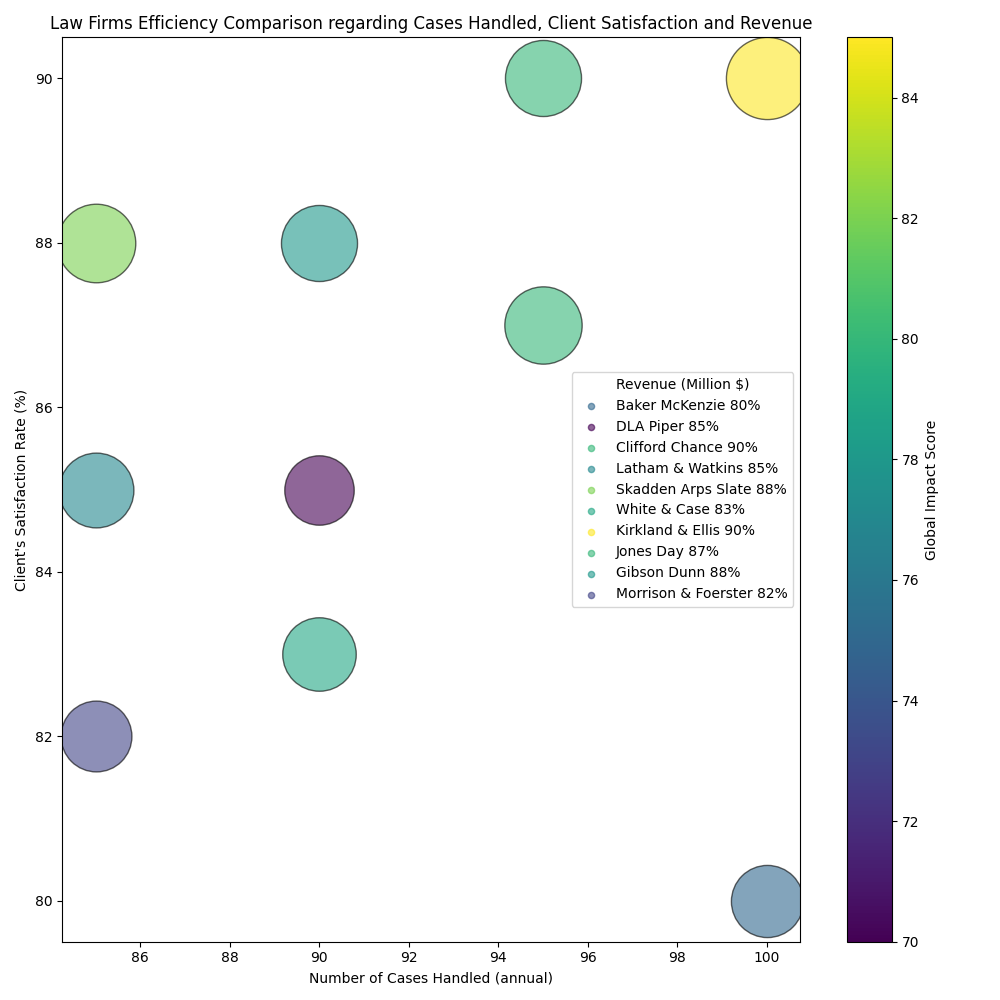 Law Firms Efficiency Comparison regarding Cases Handled, Client Satisfaction and Revenue
Client's Satisfaction Rate (%)
90
88
86
84
82
80
86
88
90
92
94
96
98
100
Number of Cases Handled (annual)
Revenue (Million $)
Baker McKenzie 80%
DLA Piper 85%
Clifford Chance 90%
Latham & Watkins 85%
Skadden Arps Slate 88%
White & Case 83%
Kirkland & Ellis 90%
Jones Day 87%
Gibson Dunn 88%
Morrison & Foerster 82%
84
82
80
78
76
74
72
70
Global Impact Score